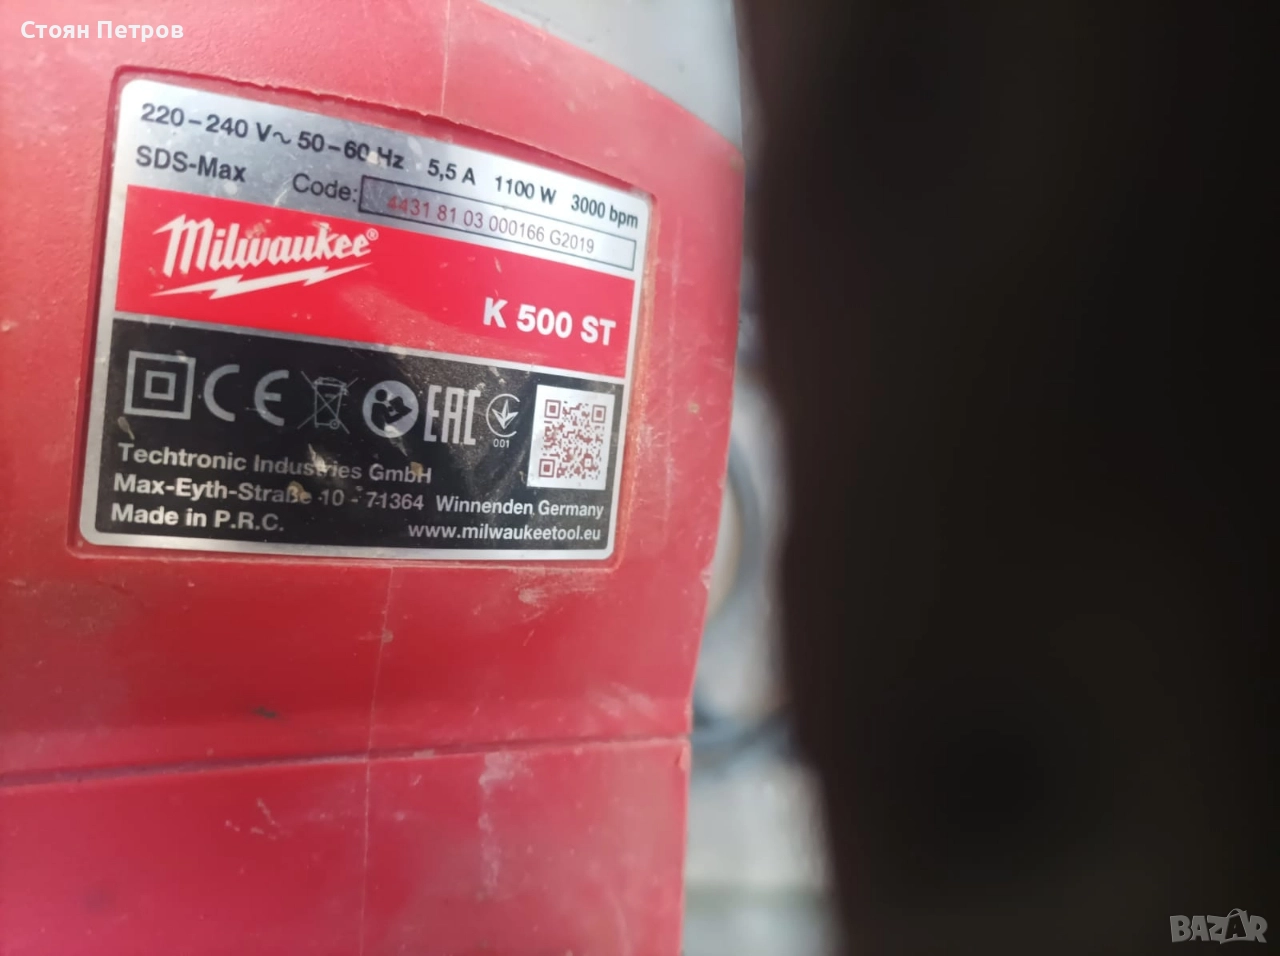 Стоян Петров
220-240 V~ 50-60 Hz 5,5 A 1100 W 3000 bpm
SDS-Max Code: 4431 81 03 000166 G2019
Milwaukee®
K 500 ST
CE EAC 001
Techtronic Industries GmbH
Max-Eyth-Straße 10 - 71364 Winnenden Germany
Made in P.R.C. www.milwaukeetool.eu
BAZAR